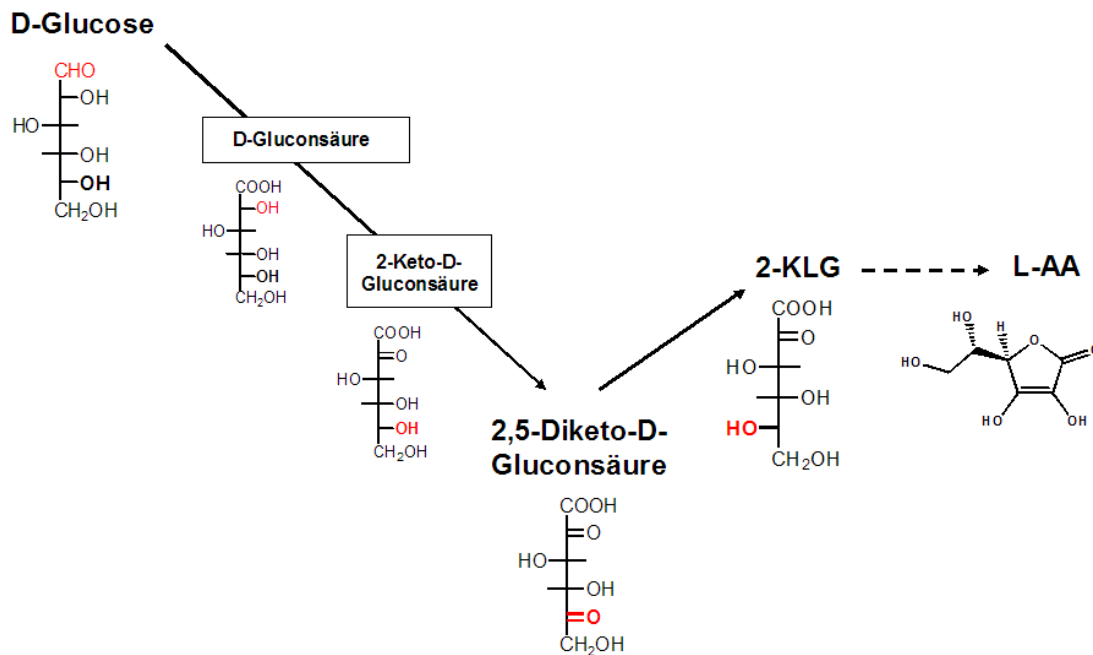 D-Glucose
CHO
OH
HO
OH
OH
CH2OH
D-Gluconsäure
COOH
OH
HO
OH
OH
CH2OH
2-Keto-D-
Gluconsäure
COOH
O
HO
OH
OH
CH2OH
2,5-Diketo-D-
Gluconsäure
COOH
O
HO
OH
O
CH2OH
2-KLG
COOH
O
HO
OH
HO
CH2OH
L-AA
HO
H
O
O
HO
HO
OH